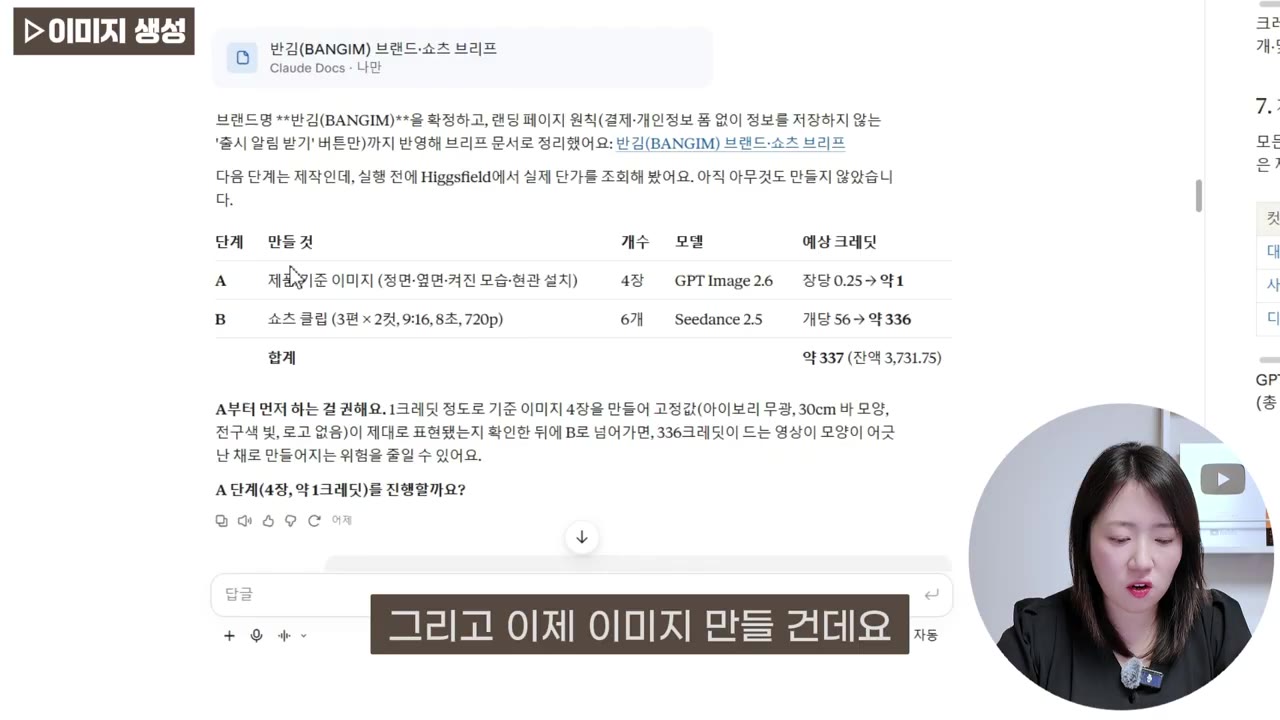 ▷이미지 생성
반김(BANGIM) 브랜드·쇼츠 브리프
Claude Docs · 나만
브랜드명 **반김(BANGIM)**을 확정하고, 랜딩 페이지 원칙(결제·개인정보 폼 없이 정보를 저장하지 않는
'출시 알림 받기' 버튼만)까지 반영해 브리프 문서로 정리했어요: 반김(BANGIM) 브랜드·쇼츠 브리프
다음 단계는 제작인데, 실행 전에 Higgsfield에서 실제 단가를 조회해 봤어요. 아직 아무것도 만들지 않았습니
다.
단계 만들 것 개수 모델 예상 크레딧
A 제품 기준 이미지 (정면·옆면·켜진 모습·현관 설치) 4장 GPT Image 2.6 장당 0.25 → 약 1
B 쇼츠 클립 (3편 × 2컷, 9:16, 8초, 720p) 6개 Seedance 2.5 개당 56 → 약 336
합계 약 337 (잔액 3,731.75)
A부터 먼저 하는 걸 권해요. 1크레딧 정도로 기준 이미지 4장을 만들어 고정값(아이보리 무광, 30cm 바 모양,
전구색 빛, 로고 없음)이 제대로 표현됐는지 확인한 뒤에 B로 넘어가면, 336크레딧이 드는 영상이 모양이 어긋
난 채로 만들어지는 위험을 줄일 수 있어요.
A 단계(4장, 약 1크레딧)를 진행할까요?
어제
답글
자동
그리고 이제 이미지 만들 건데요
7.
모든
은
컷
대
사
디
GPT
(총